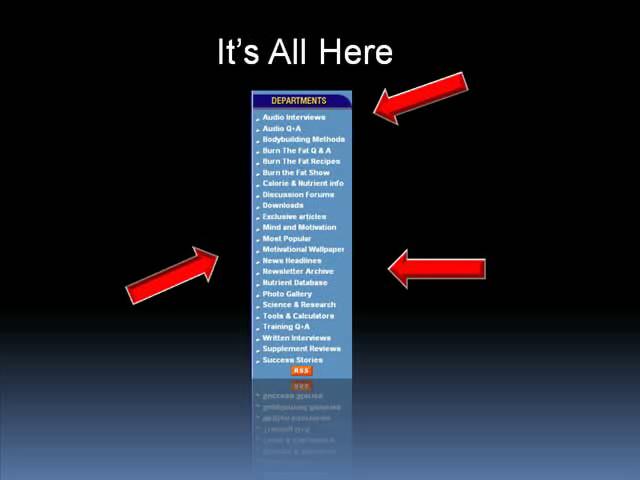 It's All Here
DEPARTMENTS
Audio Interviews
Audio Q+A
Bodybuilding Methods
Burn The Fat Q & A
Burn The Fat Recipes
Burn the Fat Show
Calorie & Nutrient info
Discussion Forums
Downloads
Exclusive articles
Mind and Motivation
Most Popular
Motivational Wallpaper
News Headlines
Newsletter Archive
Nutrient Database
Photo Gallery
Science & Research
Tools & Calculators
Training Q+A
Written Interviews
Supplement Reviews
Success Stories
RSS